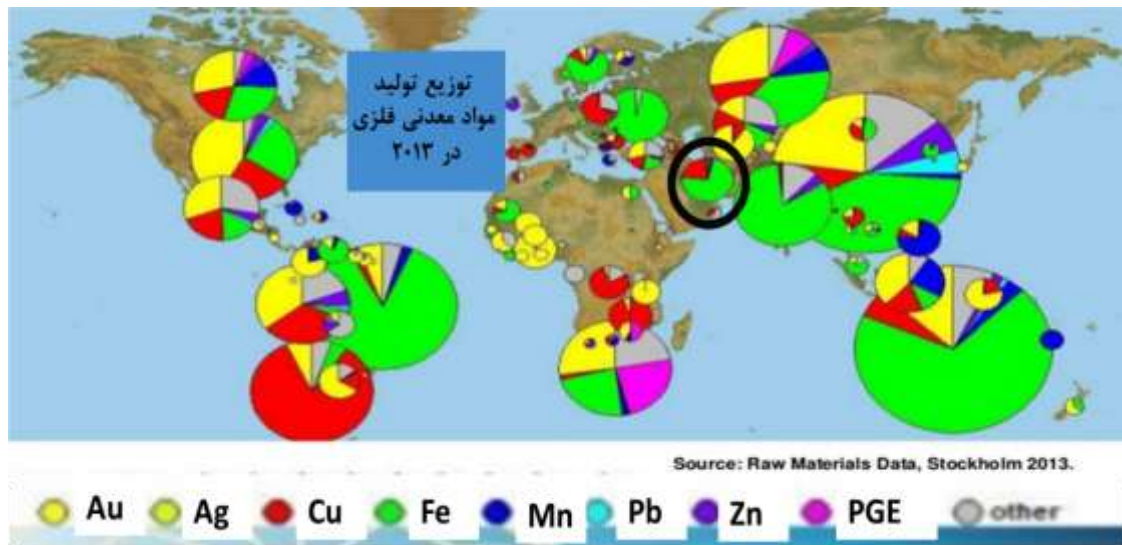 توزیع تولید
مواد معدنی فلزی
در ۲۰۱۳
Source: Raw Materials Data, Stockholm 2013.
Au Ag Cu Fe Mn Pb Zn PGE other